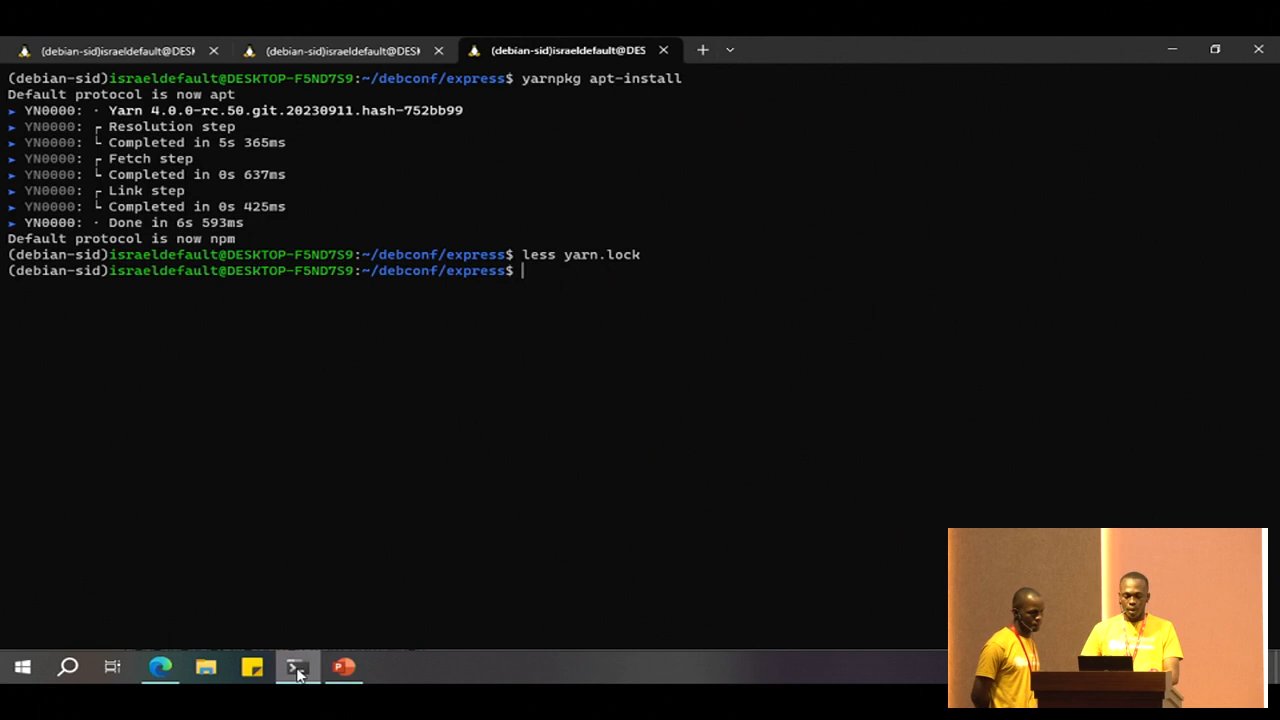 (debian-sid)israeldefault@DESK
(debian-sid)israeldefault@DESK
(debian-sid)israeldefault@DES
(debian-sid)israeldefault@DESKTOP-F5ND7S9:~/debconf/express$ yarnpkg apt-install
Default protocol is now apt
➤ YN0000: · Yarn 4.0.0-rc.50.git.20230911.hash-752bb99
➤ YN0000: ┌ Resolution step
➤ YN0000: └ Completed in 5s 365ms
➤ YN0000: ┌ Fetch step
➤ YN0000: └ Completed in 0s 637ms
➤ YN0000: ┌ Link step
➤ YN0000: └ Completed in 0s 425ms
➤ YN0000: · Done in 6s 593ms
Default protocol is now npm
(debian-sid)israeldefault@DESKTOP-F5ND7S9:~/debconf/express$ less yarn.lock
(debian-sid)israeldefault@DESKTOP-F5ND7S9:~/debconf/express$